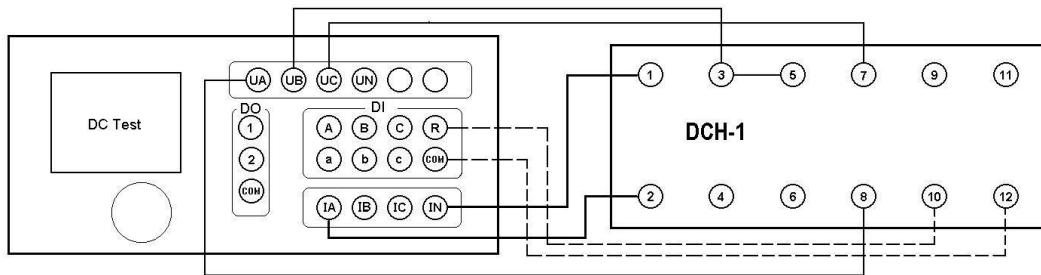 UA UB UC UN
DC Test
DO
1
2
COM
DI
A B C R
a b c COM
IA IB IC IN
1 3 5 7 9 11
DCH-1
2 4 6 8 10 12